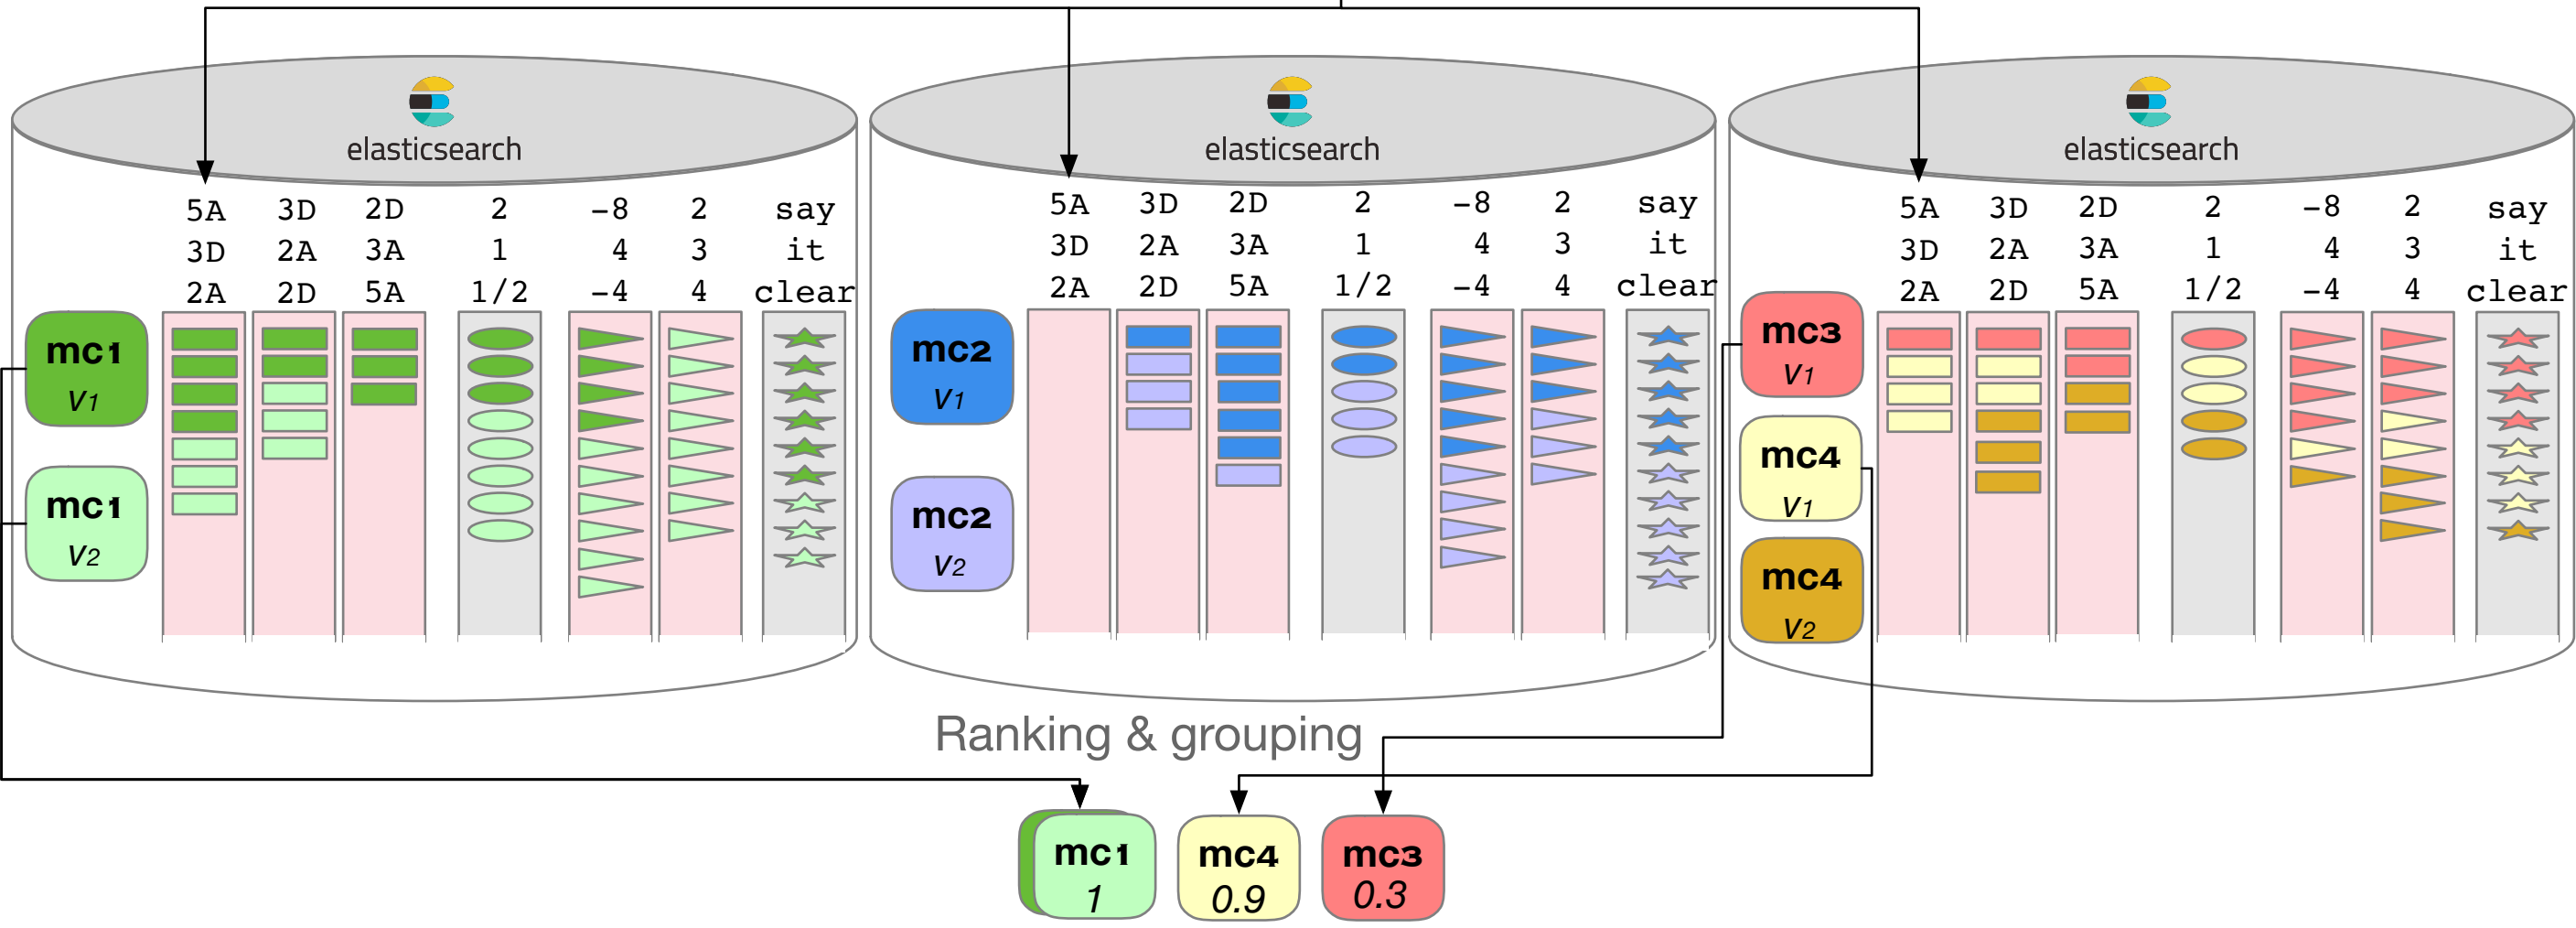 elasticsearch
5A 3D 2D 2 -8 2 say
3D 2A 3A 1 4 3 it
2A 2D 5A 1/2 -4 4 clear
mc1
v1
mc1
v2
elasticsearch
5A 3D 2D 2 -8 2 say
3D 2A 3A 1 4 3 it
2A 2D 5A 1/2 -4 4 clear
mc2
v1
mc2
v2
elasticsearch
5A 3D 2D 2 -8 2 say
3D 2A 3A 1 4 3 it
2A 2D 5A 1/2 -4 4 clear
mc3
v1
mc4
v1
mc4
v2
Ranking & grouping
mc1
1
mc4
0.9
mc3
0.3